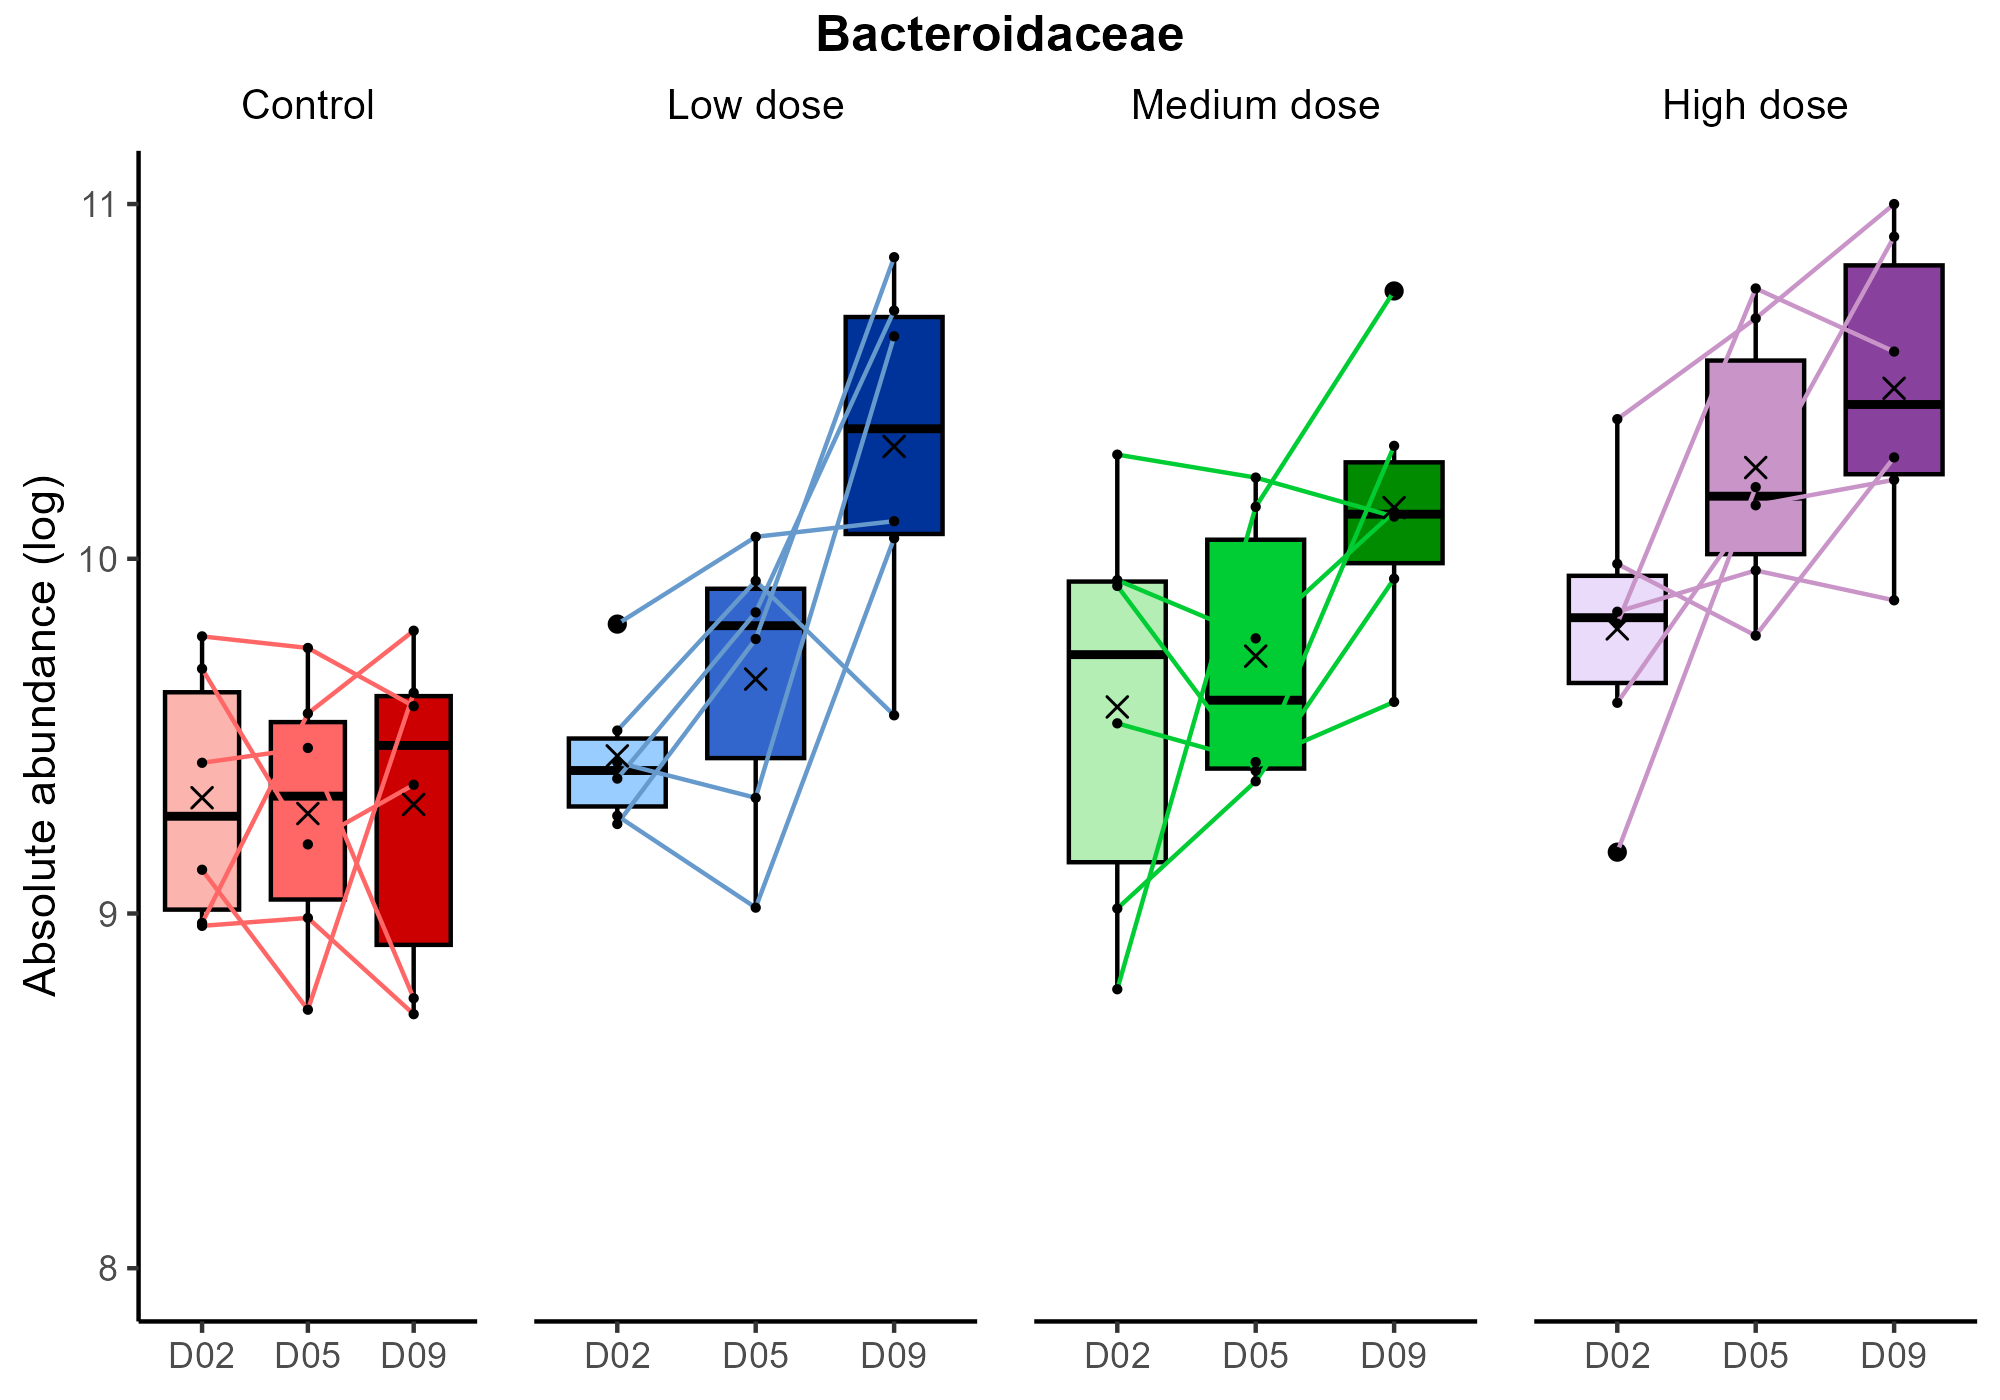 Bacteroidaceae
Control
Low dose
Medium dose
High dose
Absolute abundance (log)
11
10
9
8
D02 D05 D09
D02 D05 D09
D02 D05 D09
D02 D05 D09